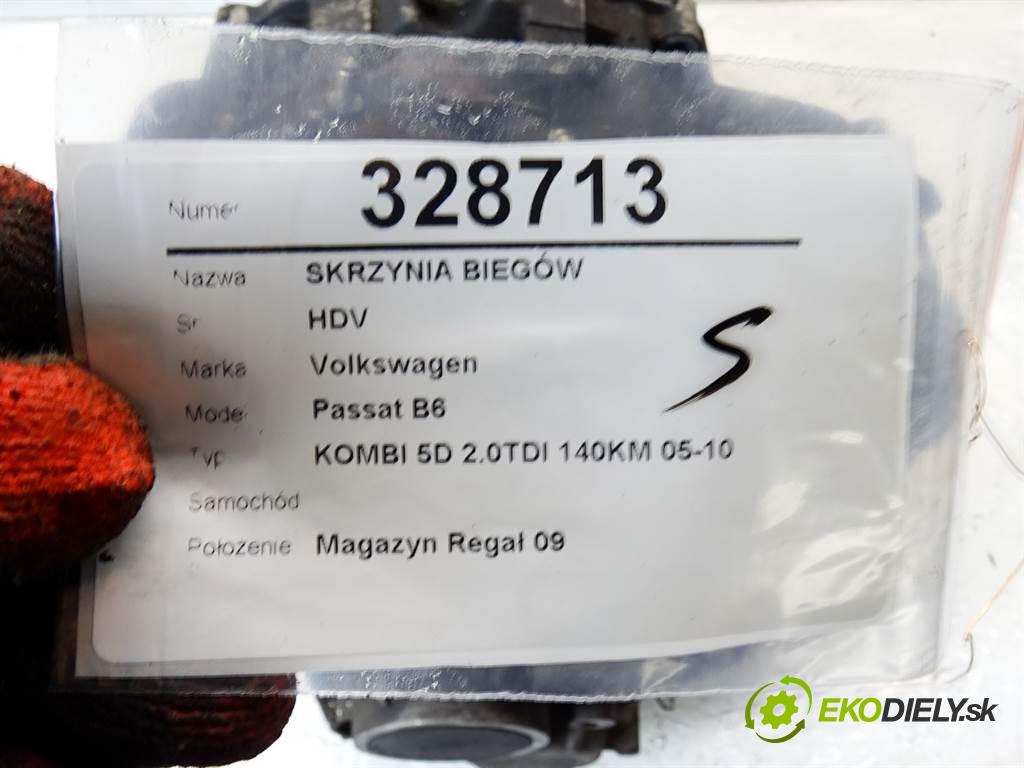 Numer 328713
Nazwa SKRZYNIA BIEGÓW
Sr HDV
Marka Volkswagen
Model Passat B6
Typ KOMBI 5D 2.0TDI 140KM 05-10
Samochód
Położenie Magazyn Regał 09
S
EKODIELY.sk